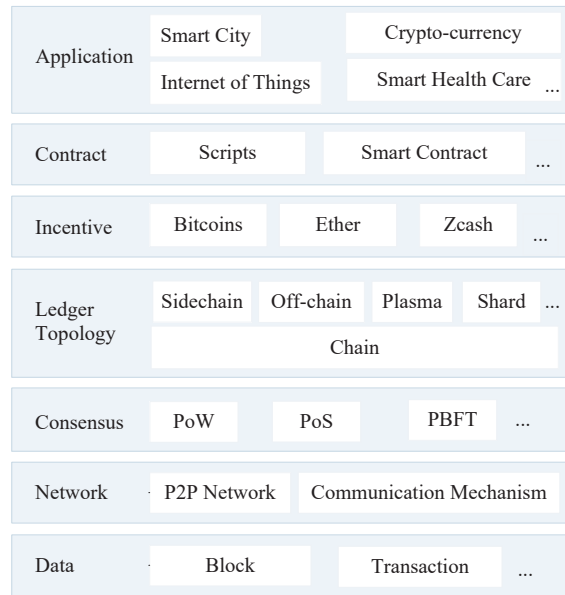 Application
Smart City
Crypto-currency
Internet of Things
Smart Health Care
...
Contract
Scripts
Smart Contract
...
Incentive
Bitcoins
Ether
Zcash
...
Ledger
Topology
Sidechain
Off-chain
Plasma
Shard
...
Chain
Consensus
PoW
PoS
PBFT
...
Network
P2P Network
Communication Mechanism
Data
Block
Transaction
...